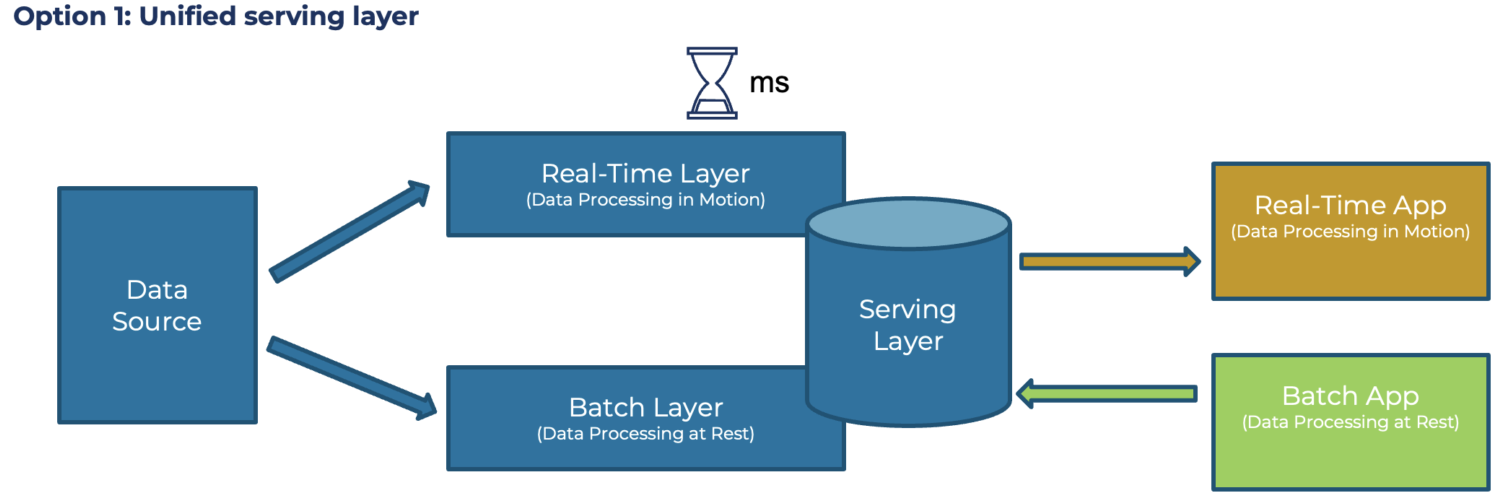 Option 1: Unified serving layer
ms
Real-Time Layer
(Data Processing in Motion)
Data
Source
Serving
Layer
Batch Layer
(Data Processing at Rest)
Real-Time App
(Data Processing in Motion)
Batch App
(Data Processing at Rest)